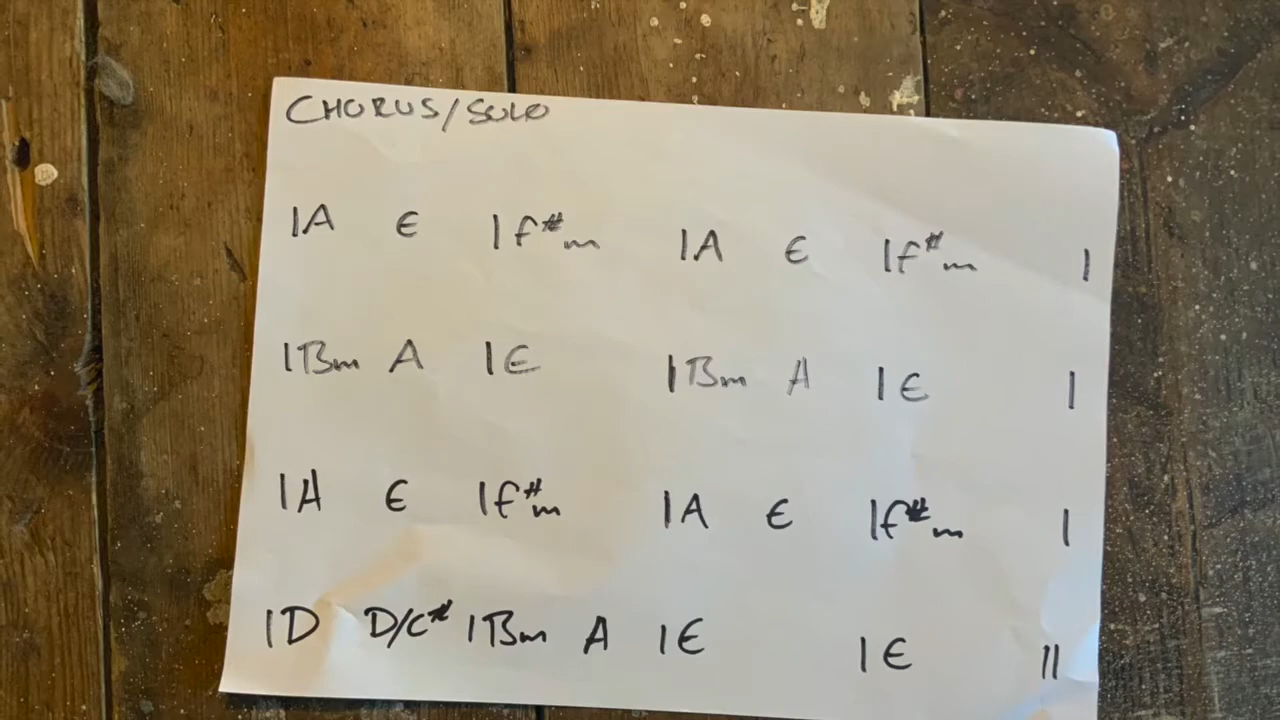 CHORUS/SOLO
|A E |F#m |A E |F#m |
|Bm A |E |Bm A |E |
|A E |F#m |A E |F#m |
|D D/C# |Bm A |E |E ||